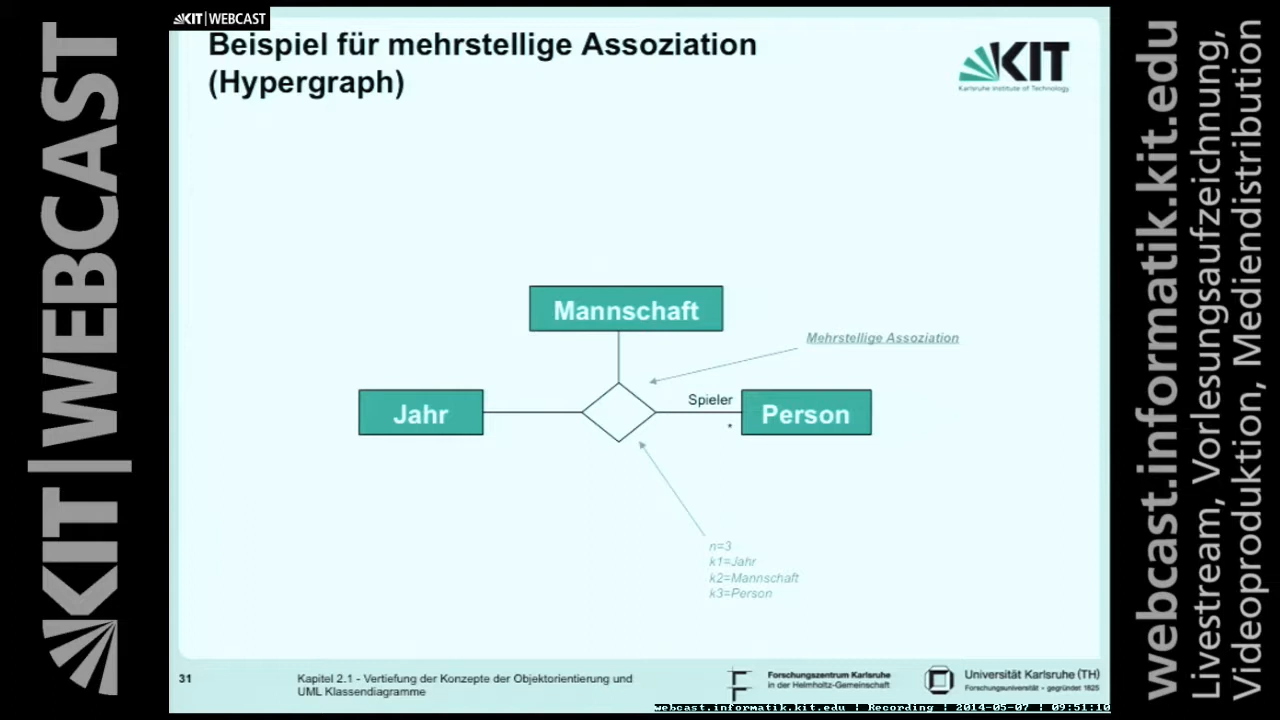 KIT|WEBCAST
KIT|WEBCAST
Beispiel für mehrstellige Assoziation
(Hypergraph)
KIT
Karlsruhe Institute of Technology
Mannschaft
Mehrstellige Assoziation
Jahr
Spieler
*
Person
n=3
k1=Jahr
k2=Mannschaft
k3=Person
31
Kapitel 2.1 - Vertiefung der Konzepte der Objektorientierung und
UML Klassendiagramme
Forschungszentrum Karlsruhe
in der Helmholtz-Gemeinschaft
Universität Karlsruhe (TH)
Forschungsuniversität - gegründet 1825
webcast.informatik.kit.edu | Recording | 2014-05-07 | 09:51:10
webcast.informatik.kit.edu
Livestream, Vorlesungsaufzeichnung,
Videoproduktion, Mediendistribution